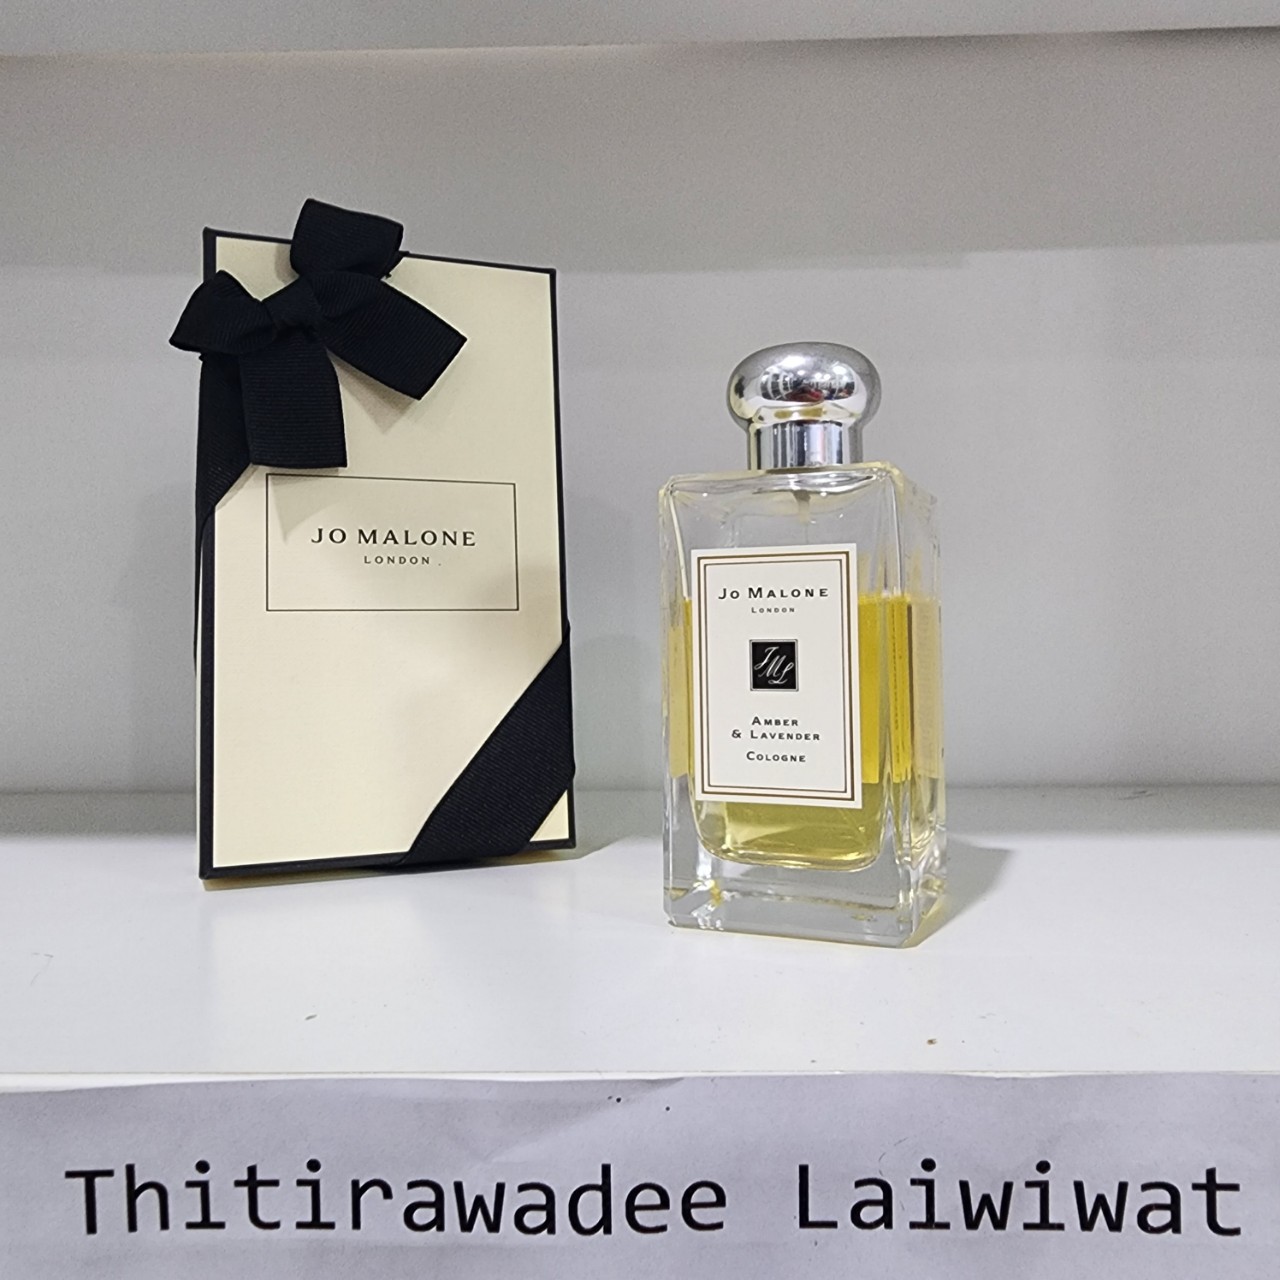 JO MALONE
LONDON
JO MALONE
LONDON
JML
AMBER
& LAVENDER
COLOGNE
Thitirawadee Laiwiwat